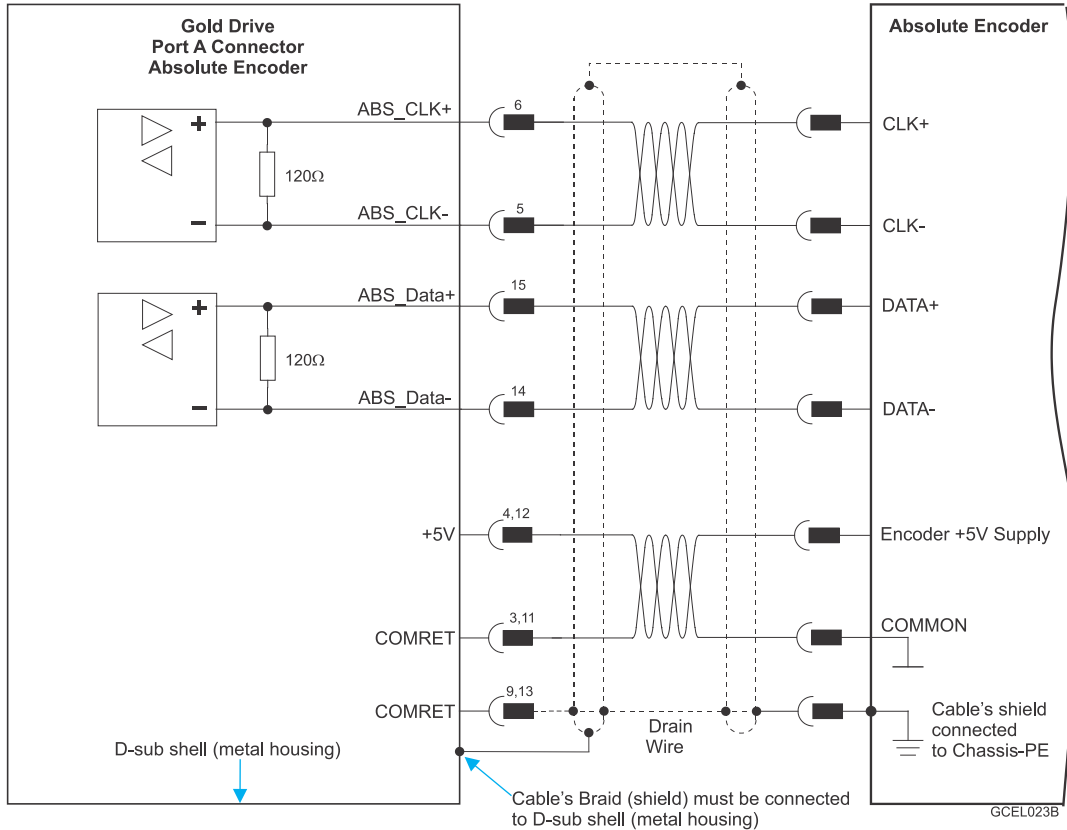 Gold Drive
Port A Connector
Absolute Encoder
Absolute Encoder
ABS_CLK+
6
CLK+
+
120Ω
-
ABS_CLK-
5
CLK-
ABS_Data+
15
DATA+
+
120Ω
-
ABS_Data-
14
DATA-
+5V
4,12
Encoder +5V Supply
COMRET
3,11
COMMON
COMRET
9,13
Drain
Wire
Cable's shield
connected
to Chassis-PE
D-sub shell (metal housing)
Cable's Braid (shield) must be connected
to D-sub shell (metal housing)
GCEL023B